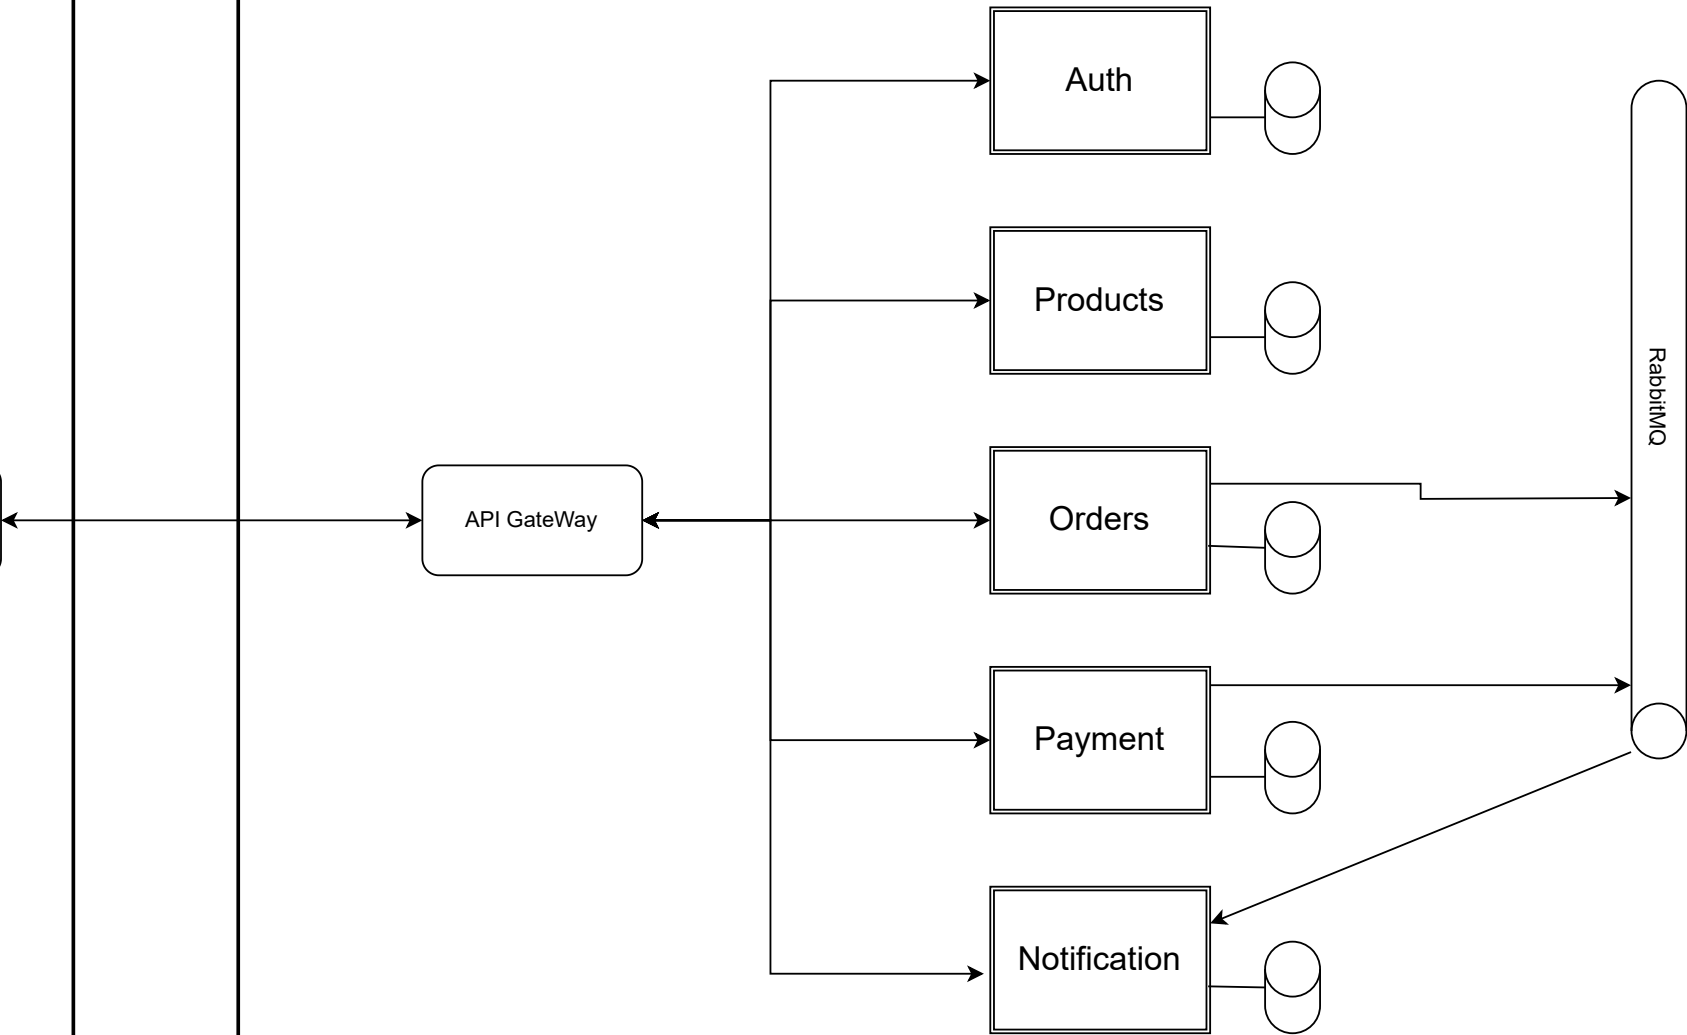 Auth
Products
RabbitMQ
API GateWay
Orders
Payment
Notification